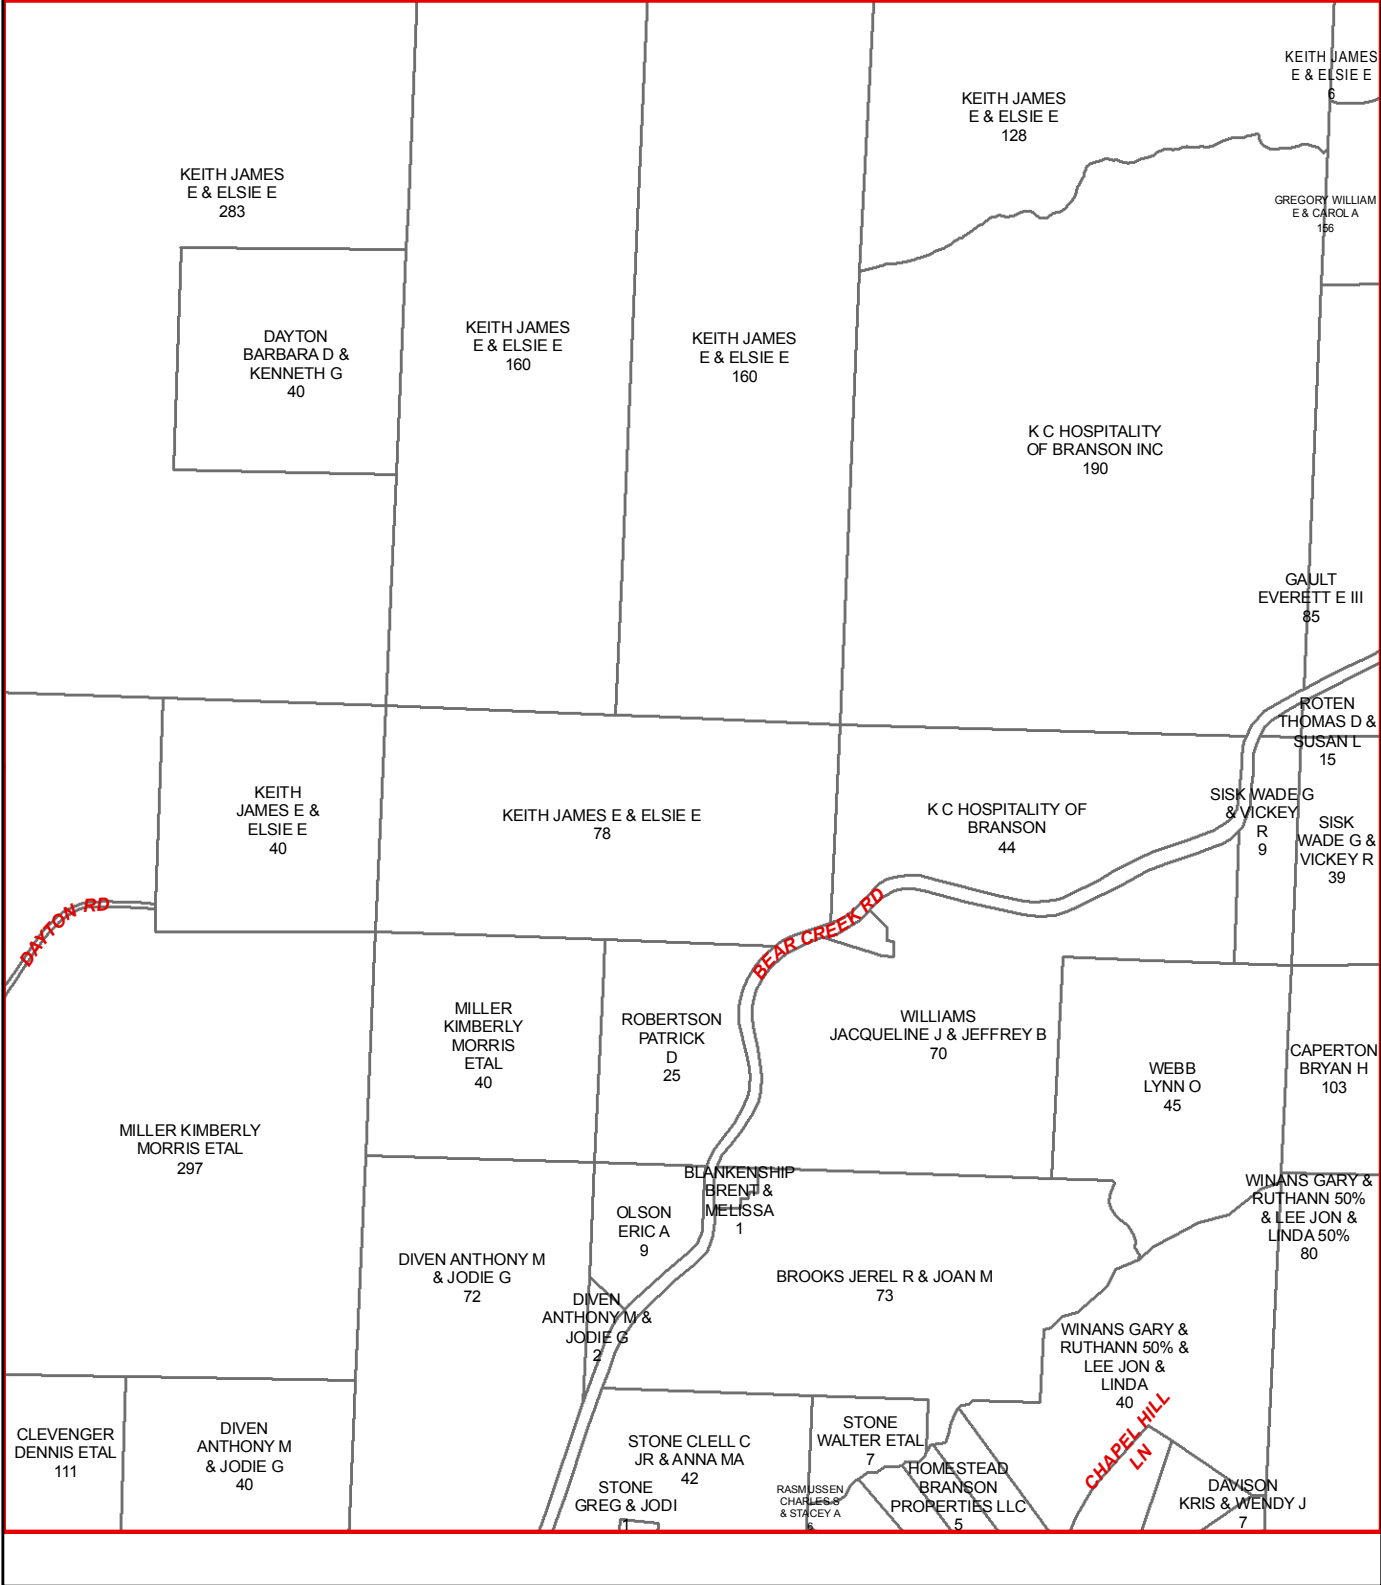 KEITH JAMES
E & ELSIE E
6
KEITH JAMES
E & ELSIE E
128
KEITH JAMES
E & ELSIE E
283
GREGORY WILLIAM
E & CAROL A
156
DAYTON
BARBARA D &
KENNETH G
40
KEITH JAMES
E & ELSIE E
160
KEITH JAMES
E & ELSIE E
160
K C HOSPITALITY
OF BRANSON INC
190
GAULT
EVERETT E III
85
ROTEN
THOMAS D &
SUSAN L
15
KEITH
JAMES E &
ELSIE E
40
KEITH JAMES E & ELSIE E
78
K C HOSPITALITY OF
BRANSON
44
SISK WADE G
& VICKEY
R
9
SISK
WADE G &
VICKEY R
39
DAYTON RD
BEAR CREEK RD
MILLER
KIMBERLY
MORRIS
ETAL
40
ROBERTSON
PATRICK
D
25
WILLIAMS
JACQUELINE J & JEFFREY B
70
WEBB
LYNN O
45
CAPERTON
BRYAN H
103
MILLER KIMBERLY
MORRIS ETAL
297
BLANKENSHIP
BRENT &
MELISSA
1
WINANS GARY &
RUTHANN 50%
& LEE JON &
LINDA 50%
80
OLSON
ERIC A
9
DIVEN ANTHONY M
& JODIE G
72
BROOKS JEREL R & JOAN M
73
DIVEN
ANTHONY M &
JODIE G
2
WINANS GARY &
RUTHANN 50% &
LEE JON &
LINDA
40
CHAPEL HILL
LN
CLEVENGER
DENNIS ETAL
111
DIVEN
ANTHONY M
& JODIE G
40
STONE CLELL C
JR & ANNA MA
42
STONE
WALTER ETAL
7
STONE
GREG & JODI
1
RASMUSSEN
CHARLES S
& STACEY A
6
HOMESTEAD
BRANSON
PROPERTIES LLC
5
DAVISON
KRIS & WENDY J
7